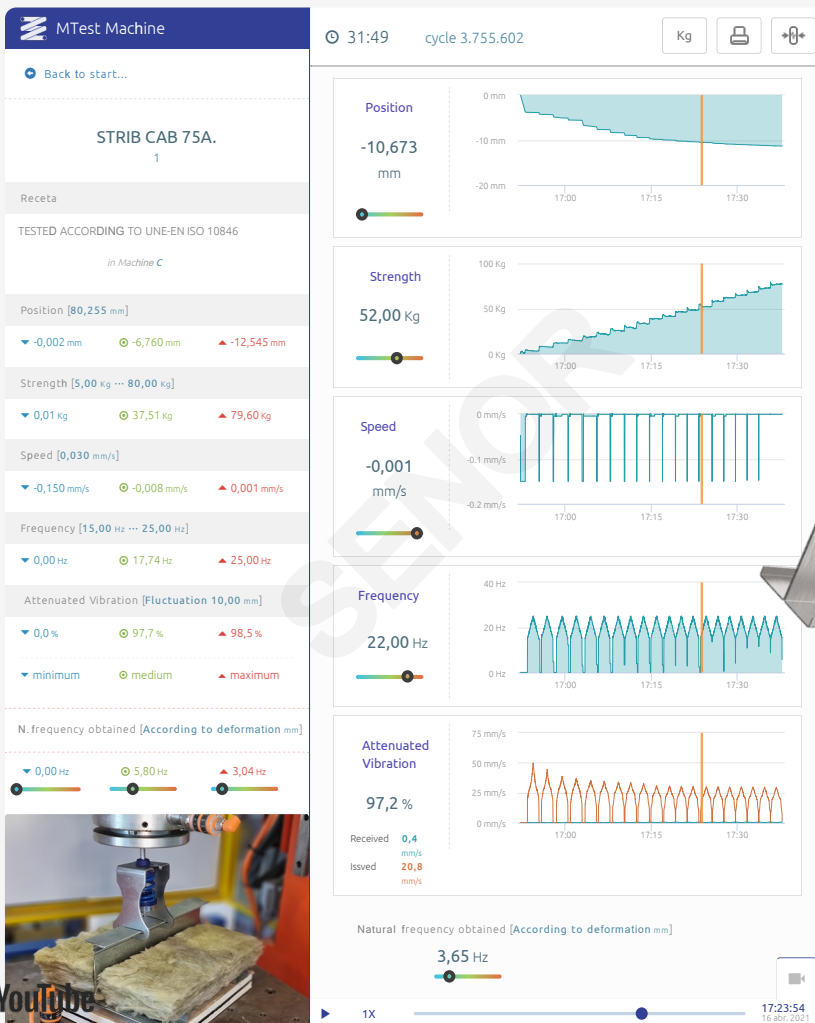 MTest Machine
Back to start...
STRIB CAB 75A.
1
Receta
TESTED ACCORDING TO UNE-EN ISO 10846
in Machine C
Position [80,255 mm]
-0,002 mm -6,760 mm -12,545 mm
Strength [5,00 Kg ... 80,00 Kg]
0,01 Kg 37,51 Kg 79,60 Kg
Speed [0,030 mm/s]
-0,150 mm/s -0,008 mm/s 0,001 mm/s
Frequency [15,00 Hz ... 25,00 Hz]
0,00 Hz 17,74 Hz 25,00 Hz
Attenuated Vibration [Fluctuation 10,00 mm]
0,0 % 97,7 % 98,5 %
minimum medium maximum
N. frequency obtained [According to deformation mm]
0,00 Hz 5,80 Hz 3,04 Hz
YouTube
31:49 cycle 3.755.602 Kg
Position
-10,673
mm
0 mm
-10 mm
-20 mm
17:00 17:15 17:30
Strength
52,00 Kg
100 Kg
50 Kg
0 Kg
17:00 17:15 17:30
Speed
-0,001
mm/s
0 mm/s
-0.1 mm/s
-0.2 mm/s
17:00 17:15 17:30
Frequency
22,00 Hz
40 Hz
20 Hz
0 Hz
17:00 17:15 17:30
Attenuated
Vibration
97,2 %
Received 0,4
mm/s
Issved 20,8
mm/s
75 mm/s
50 mm/s
25 mm/s
0 mm/s
17:00 17:15 17:30
Natural frequency obtained [According to deformation mm]
3,65 Hz
1X
17:23:54
16 abr. 2021
SENOR